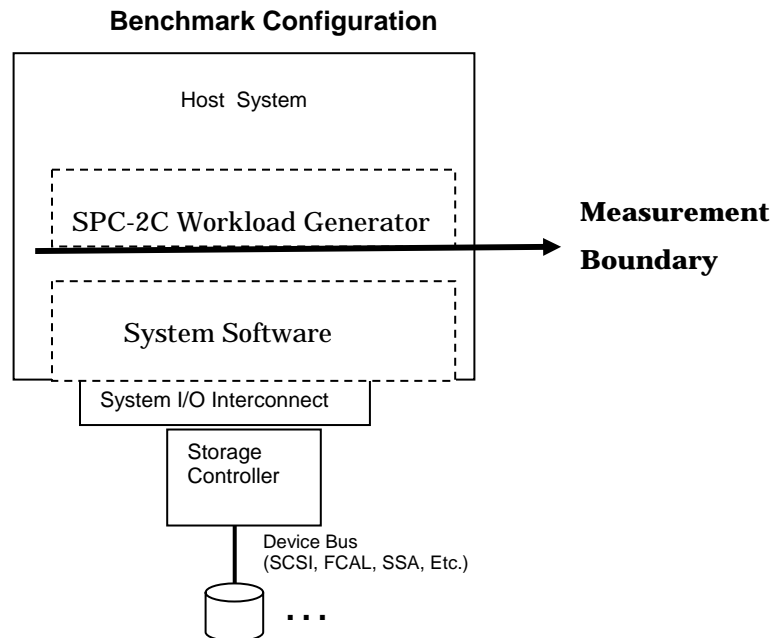 Benchmark Configuration
Host System
SPC-2C Workload Generator
Measurement
Boundary
System Software
System I/O Interconnect
Storage
Controller
Device Bus
(SCSI, FCAL, SSA, Etc.)
...